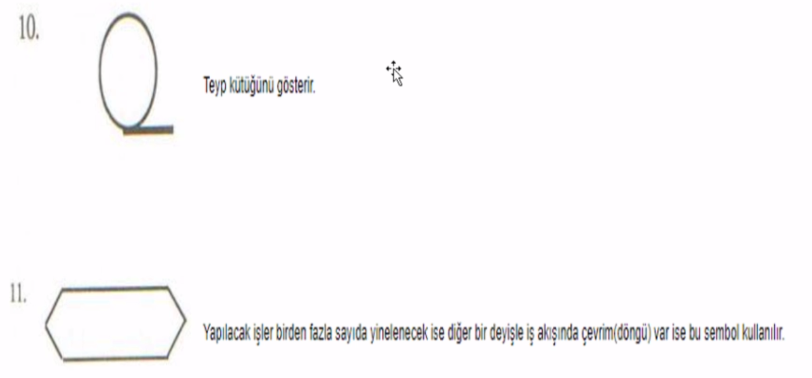 10.
Teyp kütüğünü gösterir.
11.
Yapılacak işler birden fazla sayıda yinelenecek ise diğer bir deyişle iş akışında çevrim(döngü) var ise bu sembol kullanılır.